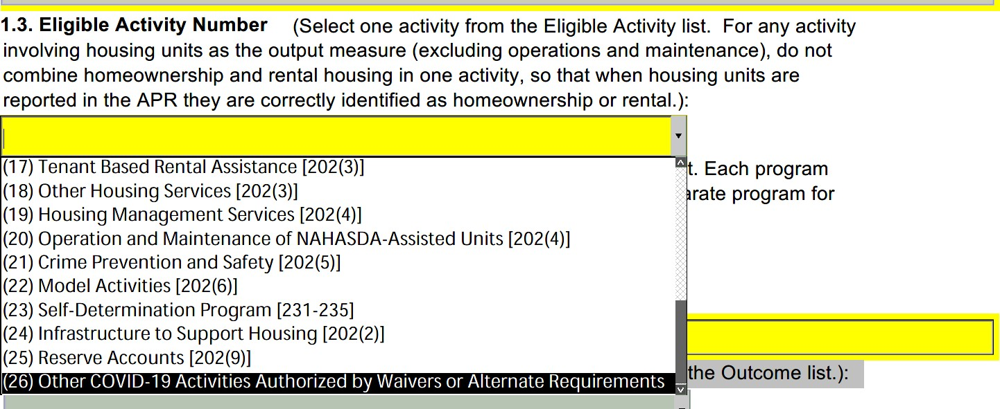 1.3. Eligible Activity Number (Select one activity from the Eligible Activity list. For any activity
involving housing units as the output measure (excluding operations and maintenance), do not
combine homeownership and rental housing in one activity, so that when housing units are
reported in the APR they are correctly identified as homeownership or rental.):
(17) Tenant Based Rental Assistance [202(3)]
t. Each program
(18) Other Housing Services [202(3)]
arate program for
(19) Housing Management Services [202(4)]
(20) Operation and Maintenance of NAHASDA-Assisted Units [202(4)]
(21) Crime Prevention and Safety [202(5)]
(22) Model Activities [202(6)]
(23) Self-Determination Program [231-235]
(24) Infrastructure to Support Housing [202(2)]
(25) Reserve Accounts [202(9)]
(26) Other COVID-19 Activities Authorized by Waivers or Alternate Requirements
the Outcome list.):